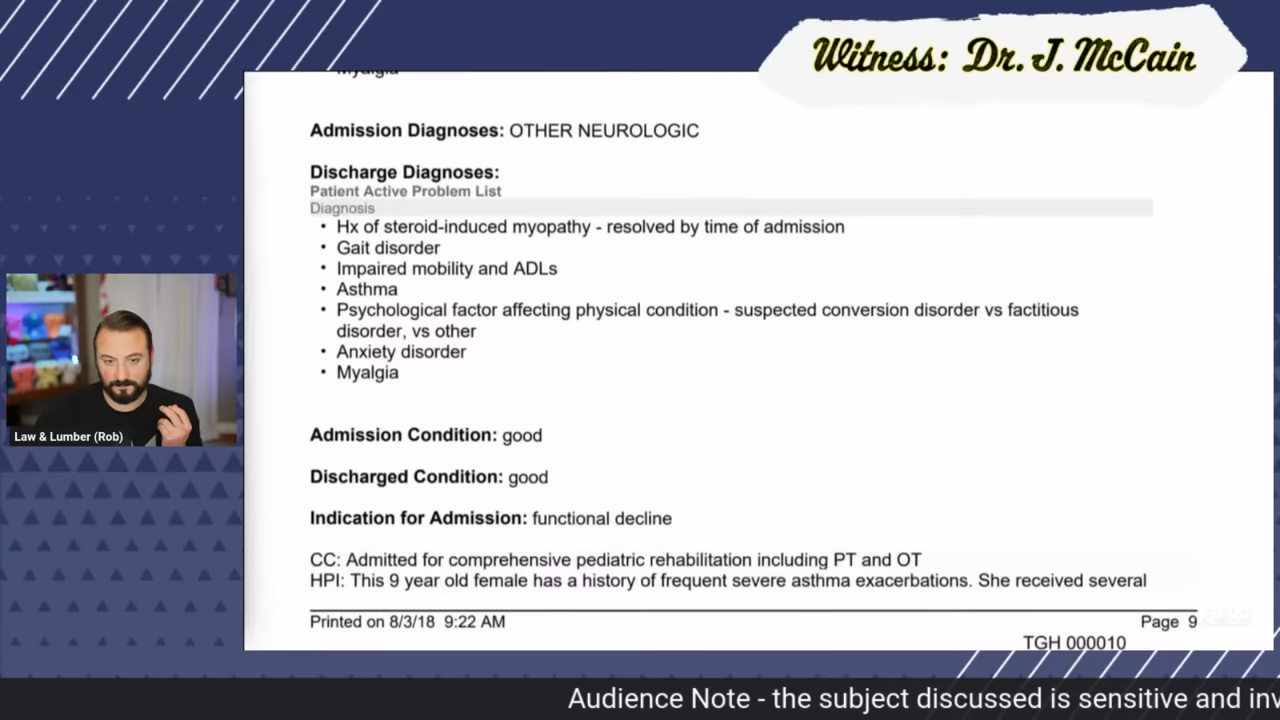 Witness: Dr. J. McCain
Myalgia
Admission Diagnoses: OTHER NEUROLOGIC
Discharge Diagnoses:
Patient Active Problem List
Diagnosis
• Hx of steroid-induced myopathy - resolved by time of admission
• Gait disorder
• Impaired mobility and ADLs
• Asthma
• Psychological factor affecting physical condition - suspected conversion disorder vs factitious
disorder, vs other
• Anxiety disorder
• Myalgia
Admission Condition: good
Discharged Condition: good
Indication for Admission: functional decline
CC: Admitted for comprehensive pediatric rehabilitation including PT and OT
HPI: This 9 year old female has a history of frequent severe asthma exacerbations. She received several
Printed on 8/3/18 9:22 AM
Page 9
TGH 000010
Law & Lumber (Rob)
Audience Note - the subject discussed is sensitive and